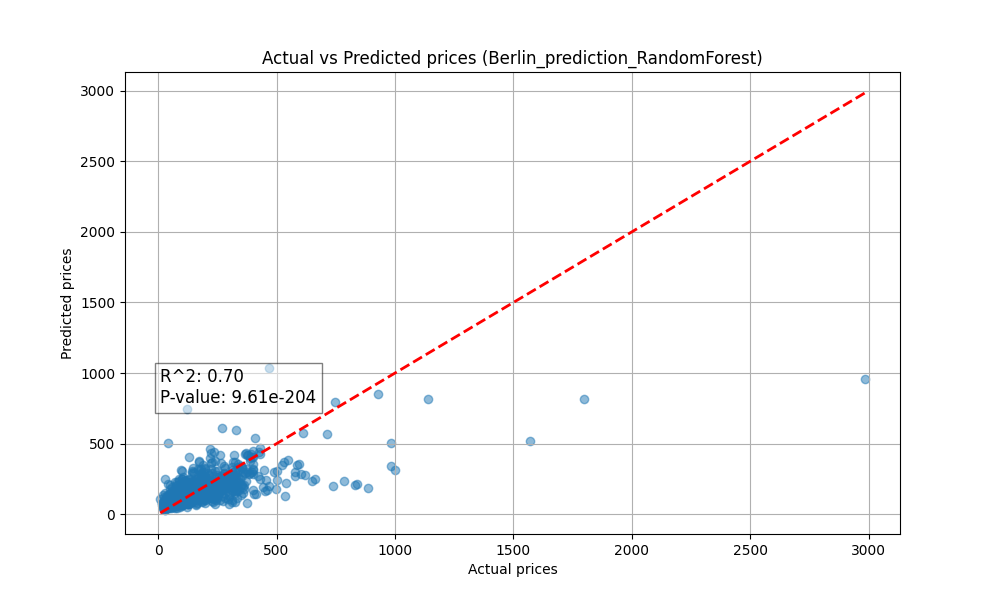 Actual vs Predicted prices (Berlin_prediction_RandomForest)
3000
2500
2000
1500
1000
500
0
Predicted prices
R^2: 0.70
P-value: 9.61e-204
0
500
1000
1500
2000
2500
3000
Actual prices